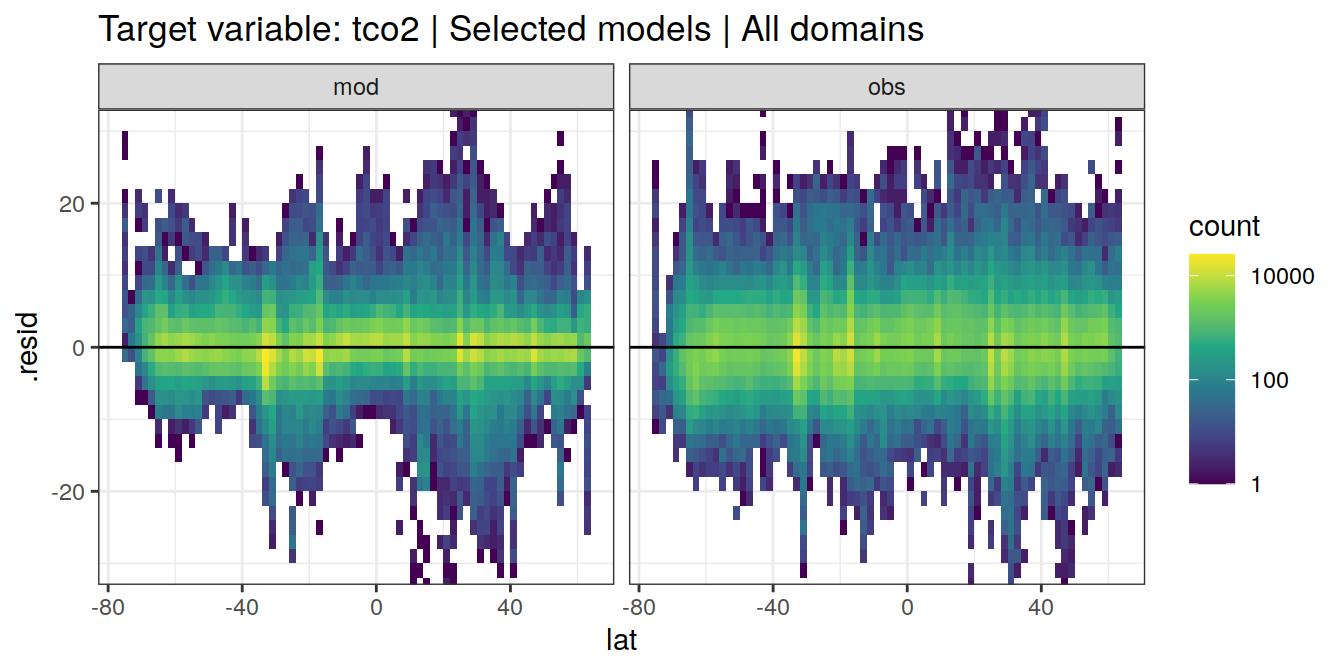 Target variable: tco2 | Selected models | All domains
mod
obs
.resid
20
0
-20
-80
-40
0
40
-80
-40
0
40
lat
count
10000
100
1